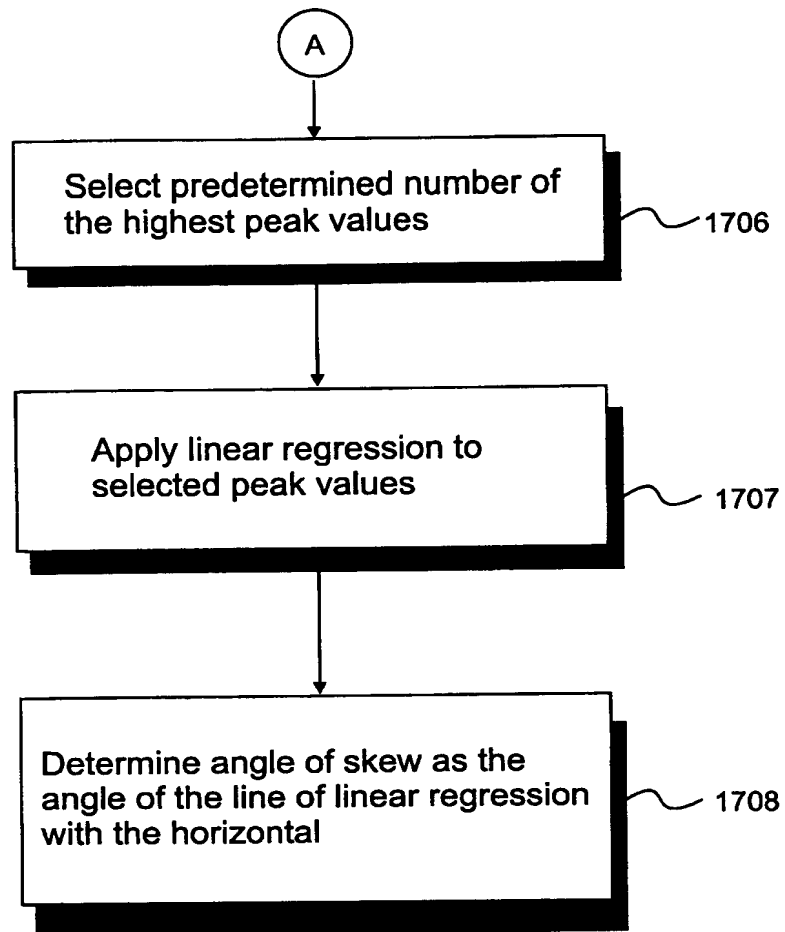 A
Select predetermined number of
the highest peak values
1706
Apply linear regression to
selected peak values
1707
Determine angle of skew as the
angle of the line of linear regression
with the horizontal
1708